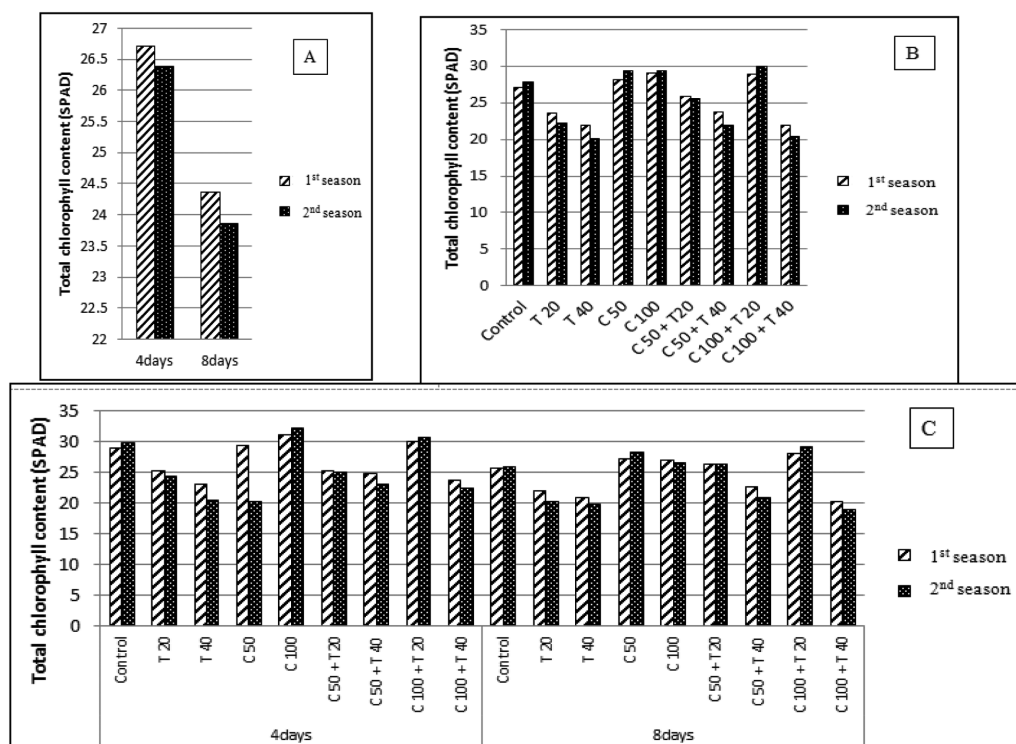 A
Total chlorophyll content (SPAD)
27
26.5
26
25.5
25
24.5
24
23.5
23
22.5
22
4days 8days
1st season
2nd season
B
Total chlorophyll content (SPAD)
35
30
25
20
15
10
5
0
Control T 20 T 40 C 50 C 100 C 50 + T20 C 50 + T 40 C 100 + T 20 C 100 + T 40
1st season
2nd season
C
Total chlorophyll content (SPAD)
35
30
25
20
15
10
5
0
Control T 20 T 40 C 50 C 100 C 50 + T20 C 50 + T 40 C 100 + T 20 C 100 + T 40 Control T 20 T 40 C 50 C 100 C 50 + T20 C 50 + T 40 C 100 + T 20 C 100 + T 40
4days 8days
1st season
2nd season